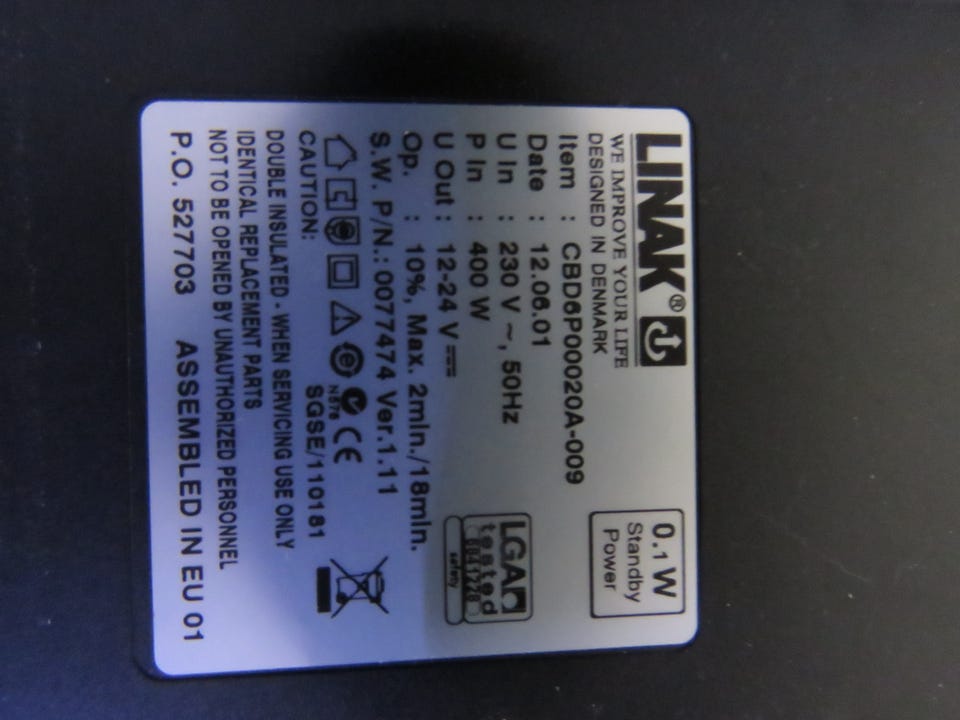 LINAK®
WE IMPROVE YOUR LIFE
DESIGNED IN DENMARK
0.1 W
Standby
Power
Item : CBD6P00020A-009
Date : 12.06.01
U In : 230 V ~, 50Hz
P In : 400 W
U Out : 12-24 V
Op. : 10%, Max. 2min./18min.
S.W. P/N.: 0077474 Ver.1.11
LGA
tested
safety
N576
CE
SGSE/110181
CAUTION:
DOUBLE INSULATED - WHEN SERVICING USE ONLY
IDENTICAL REPLACEMENT PARTS
NOT TO BE OPENED BY UNAUTHORIZED PERSONNEL
P.O. 527703 ASSEMBLED IN EU 01